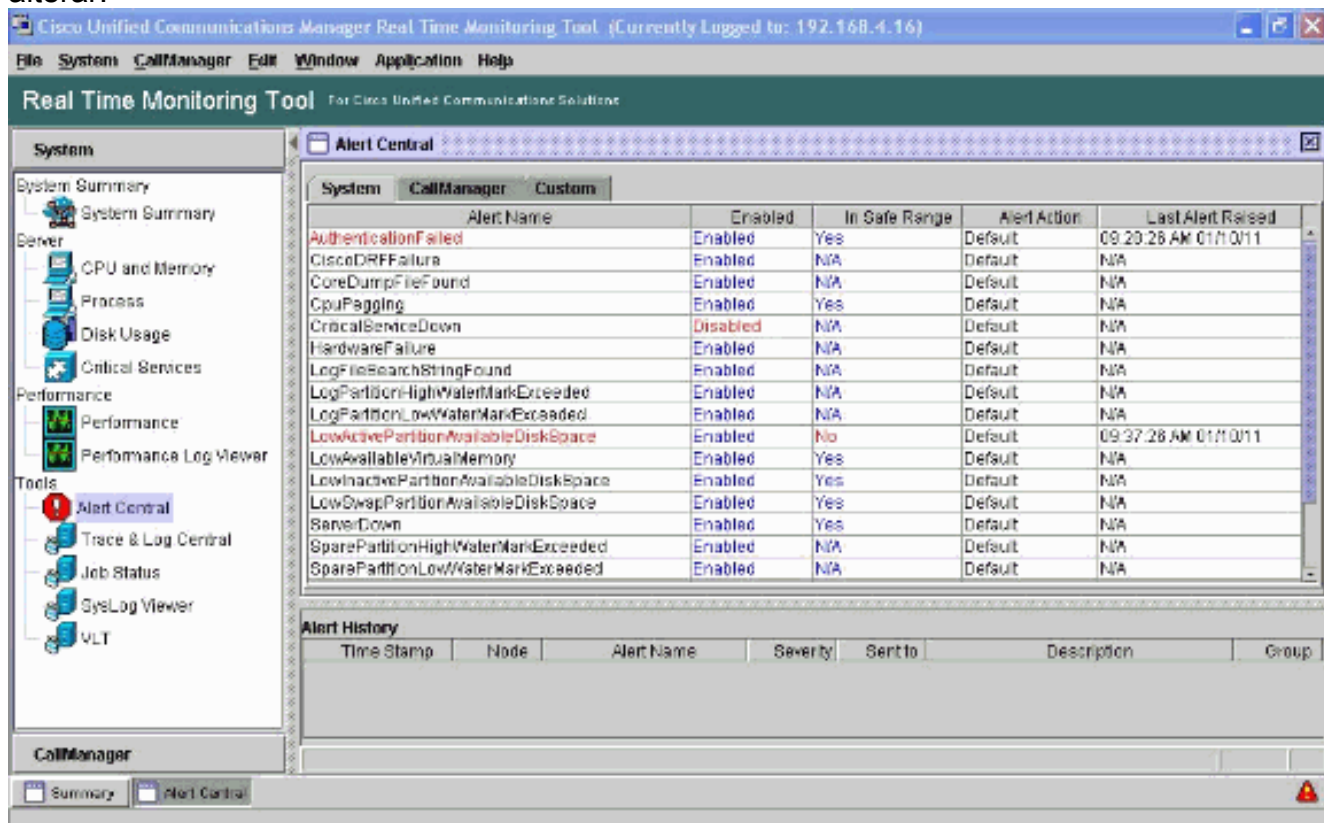 Cisco Unified Communications Manager Real Time Monitoring Tool (Currently Logged to: 192.168.4.16)
File System CallManager Edit Window Application Help
Real Time Monitoring Tool For Cisco Unified Communications Solutions
System
System Summary
System Summary
Server
CPU and Memory
Process
Disk Usage
Critical Services
Performance
Performance
Performance Log Viewer
Tools
Alert Central
Trace & Log Central
Job Status
SysLog Viewer
VLT
CallManager
Alert Central
System CallManager Custom
Alert Name Enabled In Safe Range Alert Action Last Alert Raised
AuthenticationFailed Enabled Yes Default 09:28:26 AM 01/10/11
CiscoDRFFailure Enabled N/A Default N/A
CoreDumpFileFound Enabled N/A Default N/A
CpuPegging Enabled Yes Default N/A
CriticalServiceDown Disabled N/A Default N/A
HardwareFailure Enabled N/A Default N/A
LogFileSearchStringFound Enabled N/A Default N/A
LogPartitionHighWaterMarkExceeded Enabled N/A Default N/A
LogPartitionLowWaterMarkExceeded Enabled N/A Default N/A
LowActivePartitionAvailableDiskSpace Enabled No Default 09:37:26 AM 01/10/11
LowAvailableVirtualMemory Enabled Yes Default N/A
LowInactivePartitionAvailableDiskSpace Enabled Yes Default N/A
LowSwapPartitionAvailableDiskSpace Enabled Yes Default N/A
ServerDown Enabled Yes Default N/A
SparePartitionHighWaterMarkExceeded Enabled N/A Default N/A
SparePartitionLowWaterMarkExceeded Enabled N/A Default N/A
Alert History
Time Stamp Node Alert Name Severity Sent to Description Group
Summary Alert Central